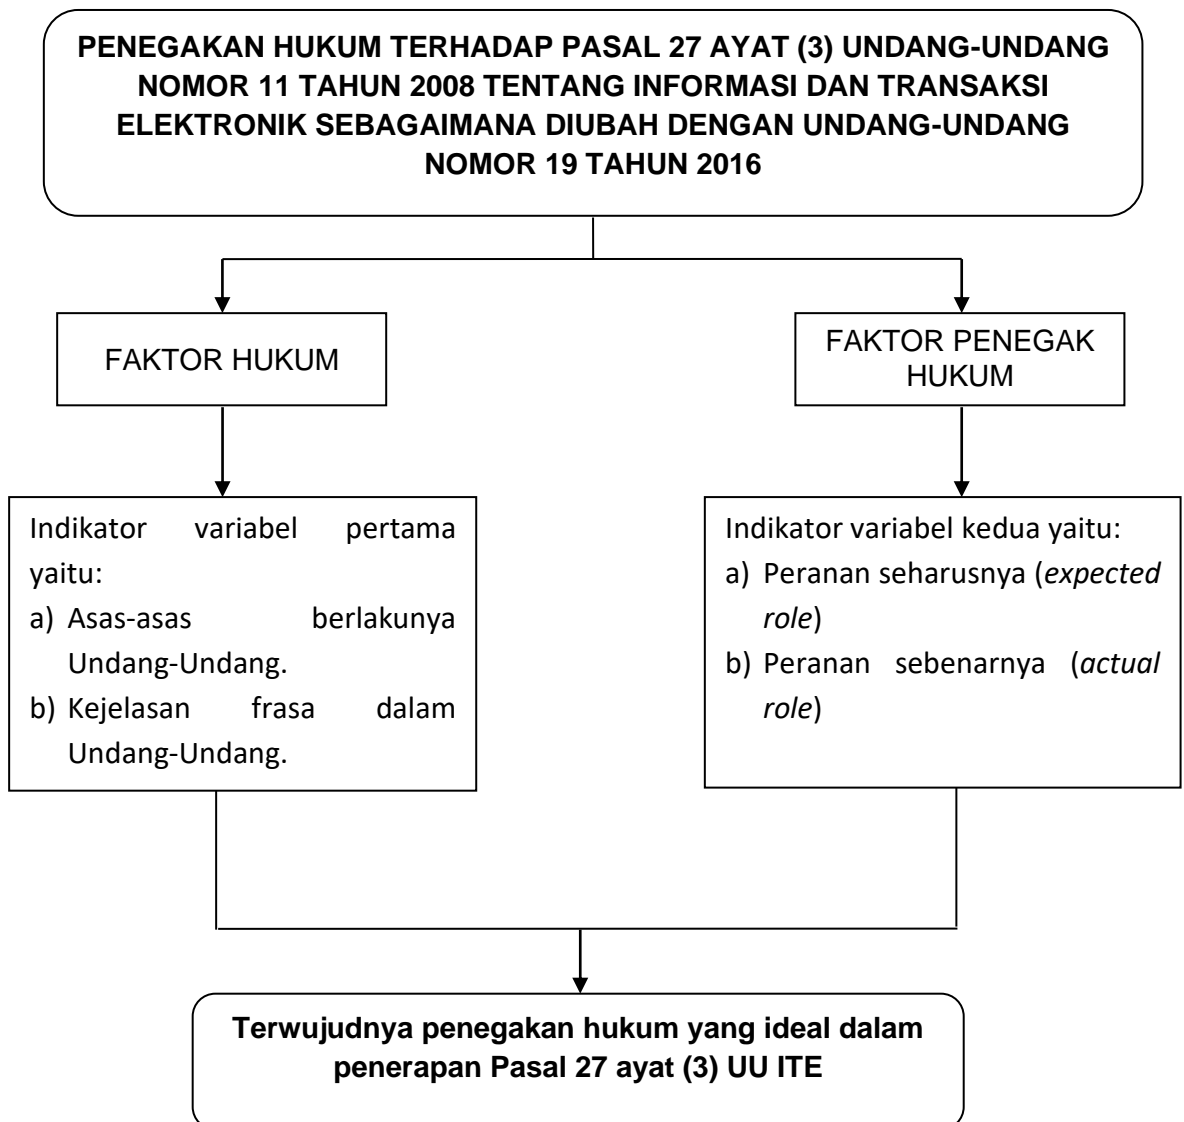 PENEGAKAN HUKUM TERHADAP PASAL 27 AYAT (3) UNDANG-UNDANG
NOMOR 11 TAHUN 2008 TENTANG INFORMASI DAN TRANSAKSI
ELEKTRONIK SEBAGAIMANA DIUBAH DENGAN UNDANG-UNDANG
NOMOR 19 TAHUN 2016
FAKTOR HUKUM
FAKTOR PENEGAK
HUKUM
Indikator variabel pertama
yaitu:
a) Asas-asas berlakunya
Undang-Undang.
b) Kejelasan frasa dalam
Undang-Undang.
Indikator variabel kedua yaitu:
a) Peranan seharusnya (expected
role)
b) Peranan sebenarnya (actual
role)
Terwujudnya penegakan hukum yang ideal dalam
penerapan Pasal 27 ayat (3) UU ITE